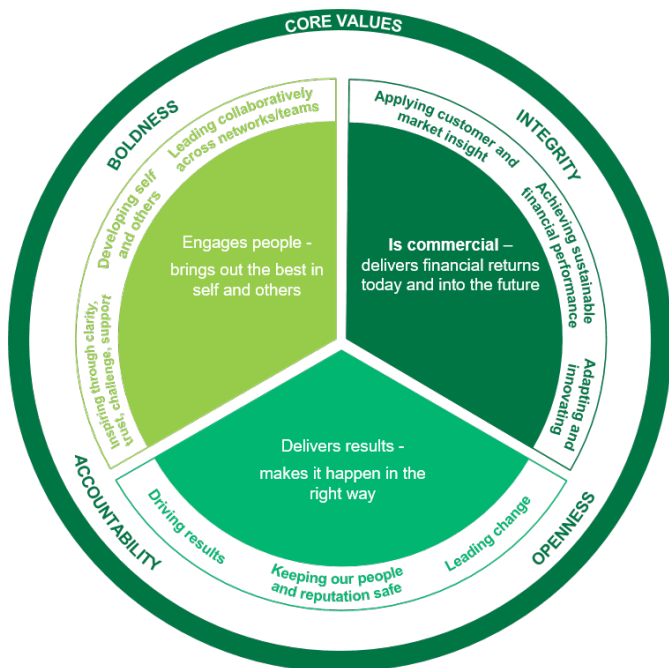 CORE VALUES
BOLDNESS
INTEGRITY
Leading collaboratively
across networks/teams
Developing self
and others
Inspiring through clarity,
trust, challenge, support
Engages people -
brings out the best in
self and others
Applying customer and
market insight
Achieving sustainable
financial performance
Adapting and
innovating
Is commercial –
delivers financial returns
today and into the future
Delivers results -
makes it happen in the
right way
Driving results
Keeping our people
and reputation safe
Leading change
ACCOUNTABILITY
OPENNESS